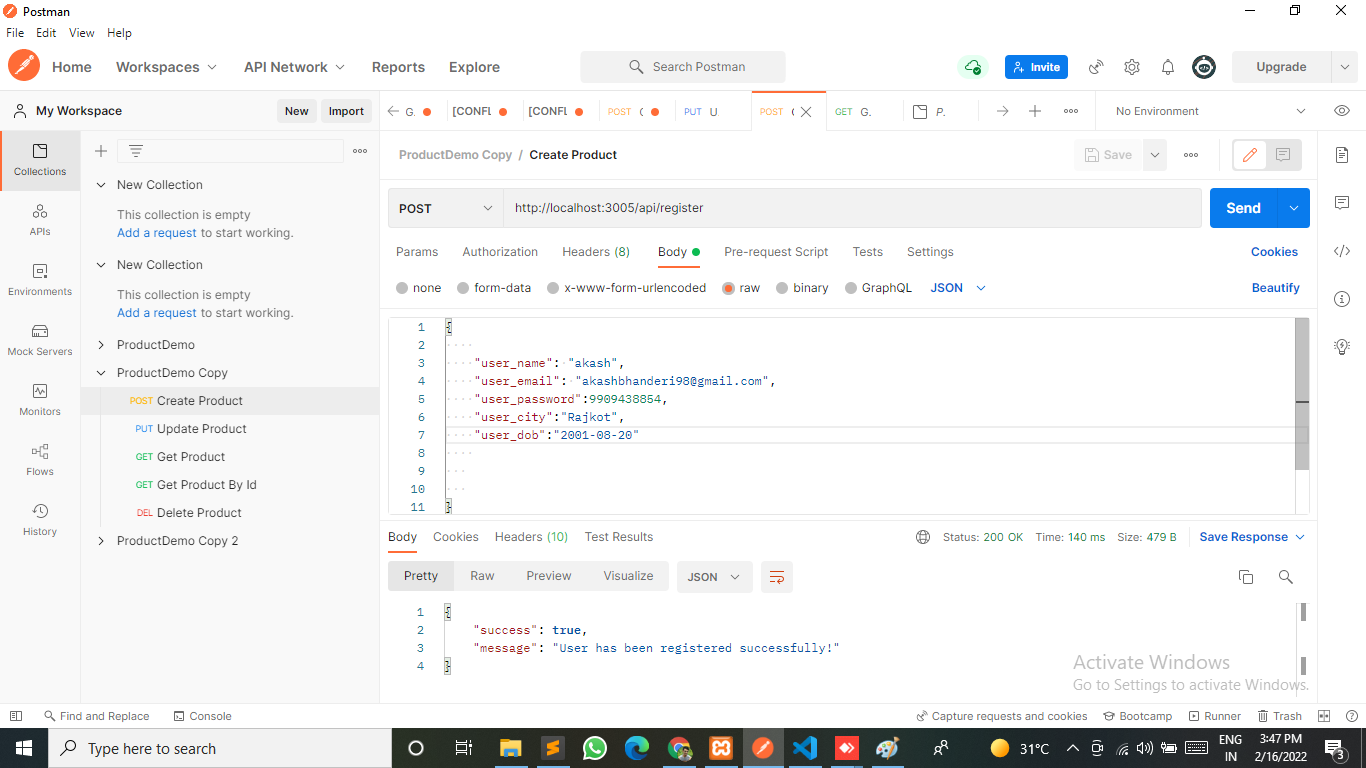 Postman
File Edit View Help
Home Workspaces API Network Reports Explore Search Postman Invite Upgrade
My Workspace New Import
G. [CONFL [CONFL POST PUT U POST GET G. P. No Environment
Collections
APIs
Environments
Mock Servers
Monitors
Flows
History
New Collection
This collection is empty
Add a request to start working.
New Collection
This collection is empty
Add a request to start working.
ProductDemo
ProductDemo Copy
POST Create Product
PUT Update Product
GET Get Product
GET Get Product By Id
DEL Delete Product
ProductDemo Copy 2
ProductDemo Copy / Create Product Save
POST http://localhost:3005/api/register Send
Params Authorization Headers (8) Body Pre-request Script Tests Settings Cookies
none form-data x-www-form-urlencoded raw binary GraphQL JSON Beautify
1 {
2
3 "user_name": "akash",
4 "user_email": "akashbhanderi98@gmail.com",
5 "user_password":9909438854,
6 "user_city":"Rajkot",
7 "user_dob":"2001-08-20"
8
9
10
11 }
Body Cookies Headers (10) Test Results Status: 200 OK Time: 140 ms Size: 479 B Save Response
Pretty Raw Preview Visualize JSON
1 {
2 "success": true,
3 "message": "User has been registered successfully!"
4 }
Activate Windows
Go to Settings to activate Windows.
Find and Replace Console Capture requests and cookies Bootcamp Runner Trash
Type here to search 31°C ENG 3:47 PM
IN 2/16/2022 3